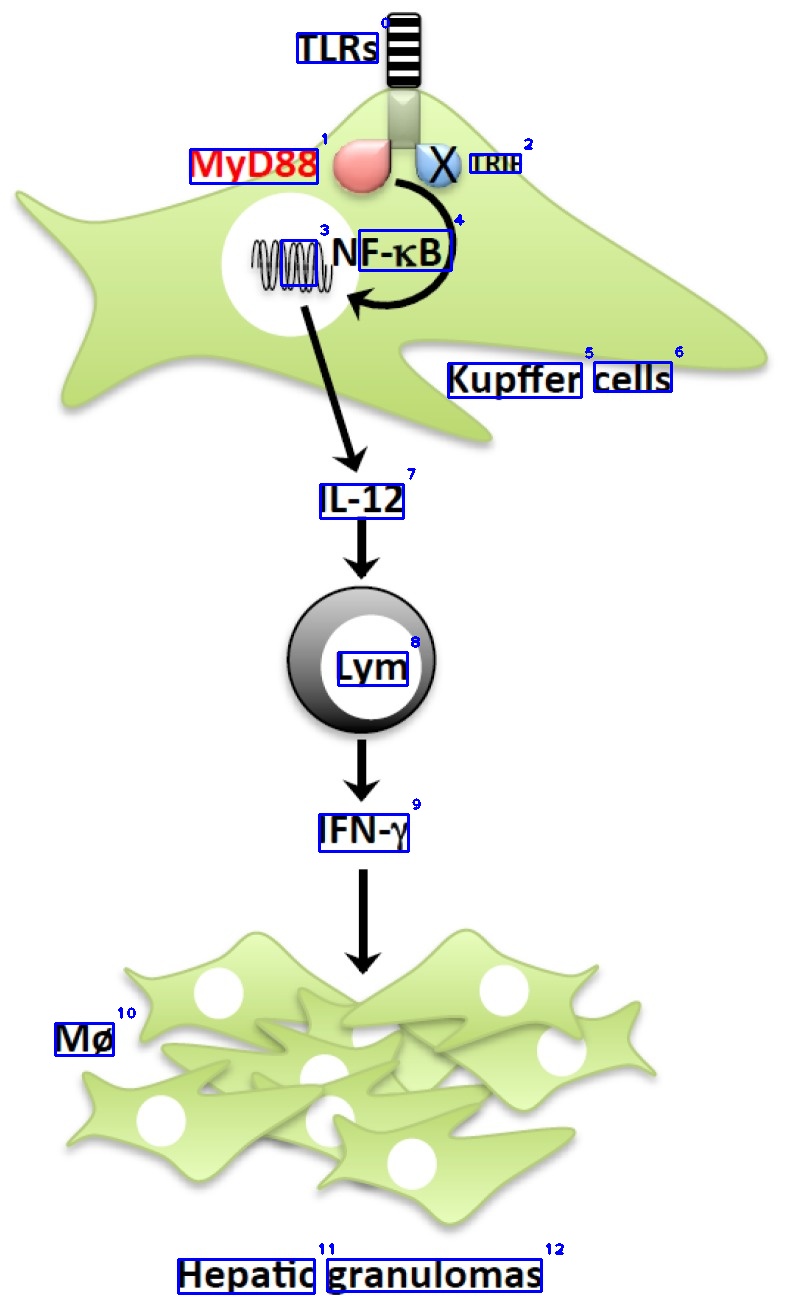 TLRs
MyD88 X TRIF
NF-κB
Kupffer cells
IL-12
Lym
IFN-γ
Mø
Hepatic granulomas